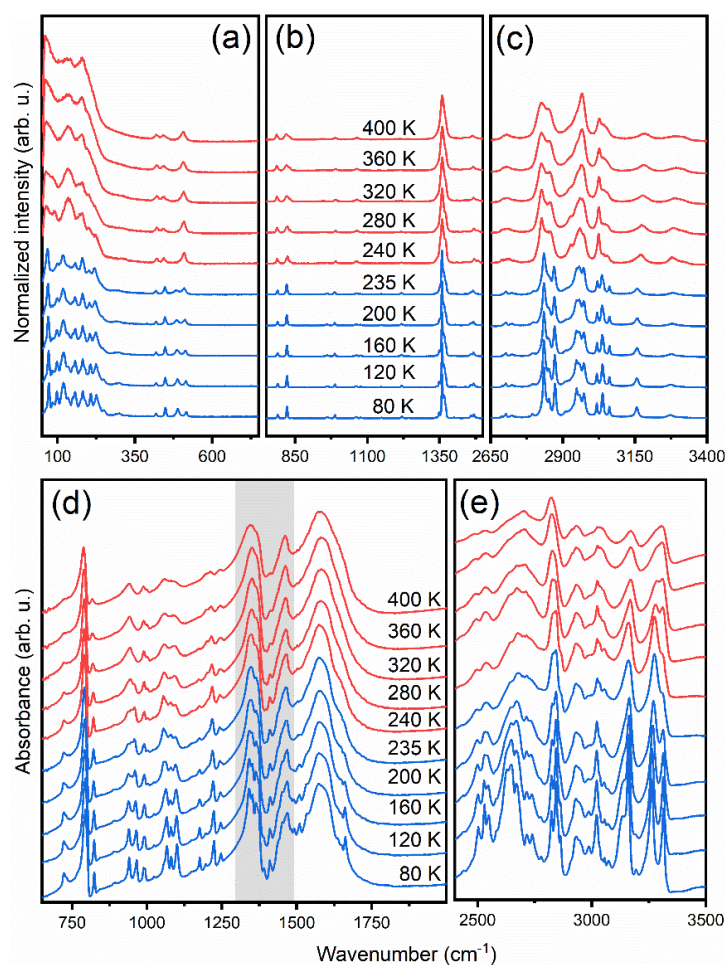 (a)
(b)
(c)
Normalized intensity (arb. u.)
400 K
360 K
320 K
280 K
240 K
235 K
200 K
160 K
120 K
80 K
100 350 600 850 1100 1350 2650 2900 3150 3400
(d)
(e)
Absorbance (arb. u.)
400 K
360 K
320 K
280 K
240 K
235 K
200 K
160 K
120 K
80 K
750 1000 1250 1500 1750 2500 3000 3500
Wavenumber (cm⁻¹)